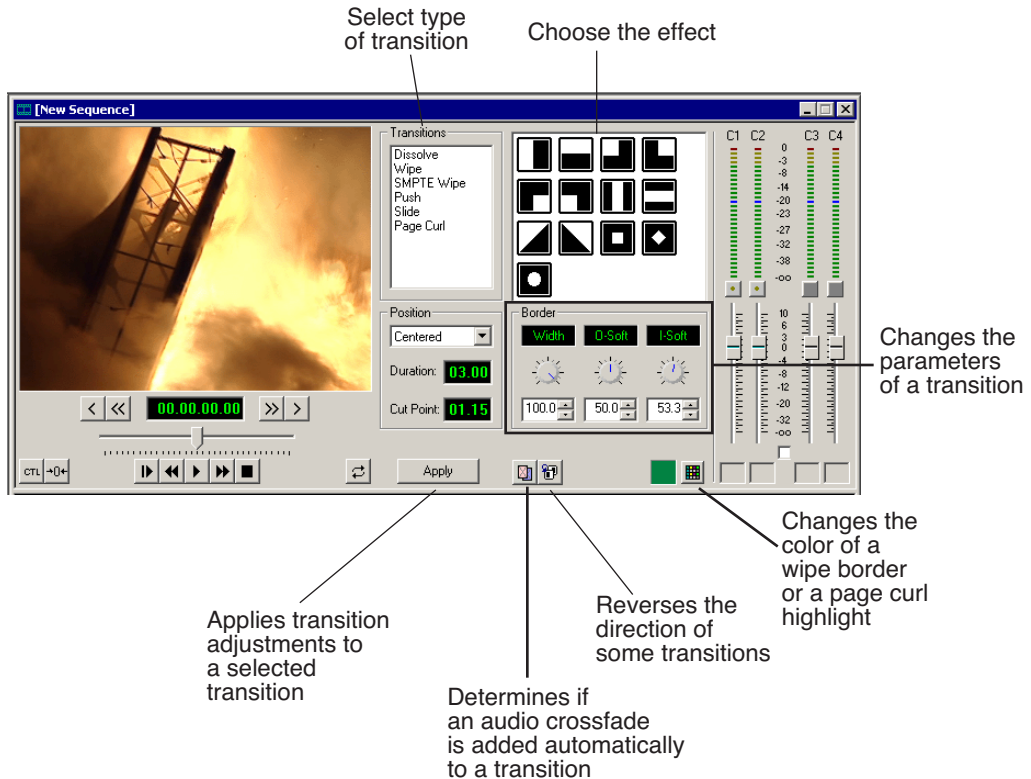 Select type
of transition
Choose the effect
[New Sequence]
Transitions
Dissolve
Wipe
SMPTE Wipe
Push
Slide
Page Curl
C1 C2 C3 C4
0
-3
-8
-14
-20
-23
-27
-32
-38
-oo
Position
Centered
Duration: 03.00
Cut Point: 01.15
Border
Width O-Soft I-Soft
100.0 50.0 53.3
10
6
3
0
-4
-8
-12
-20
-32
-oo
00.00.00.00
CTL →0←
Apply
Changes the
parameters
of a transition
Changes the
color of a
wipe border
or a page curl
highlight
Reverses the
direction of
some transitions
Applies transition
adjustments to
a selected
transition
Determines if
an audio crossfade
is added automatically
to a transition